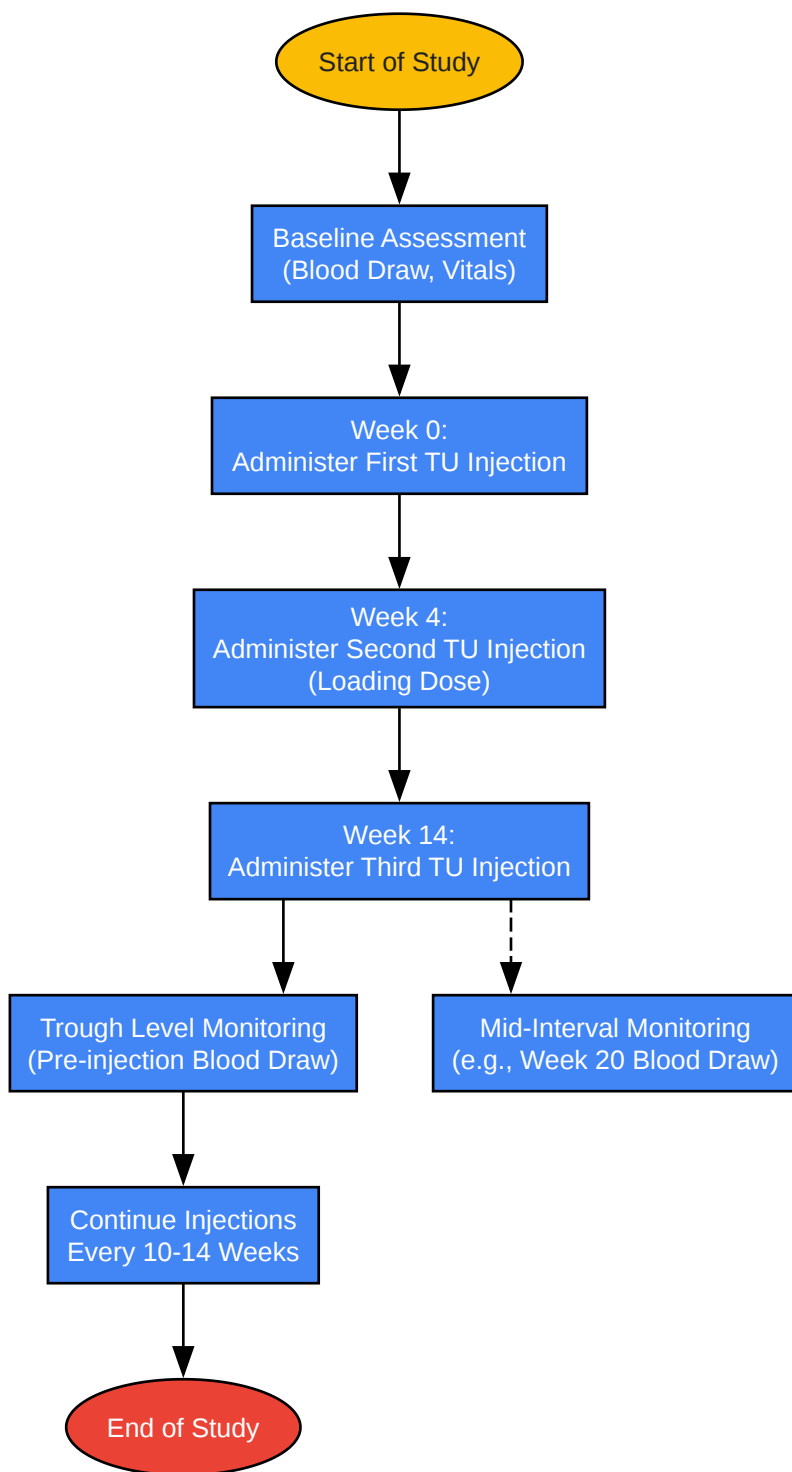 Start of Study
Baseline Assessment
(Blood Draw, Vitals)
Week 0:
Administer First TU Injection
Week 4:
Administer Second TU Injection
(Loading Dose)
Week 14:
Administer Third TU Injection
Trough Level Monitoring
(Pre-injection Blood Draw)
Mid-Interval Monitoring
(e.g., Week 20 Blood Draw)
Continue Injections
Every 10-14 Weeks
End of Study